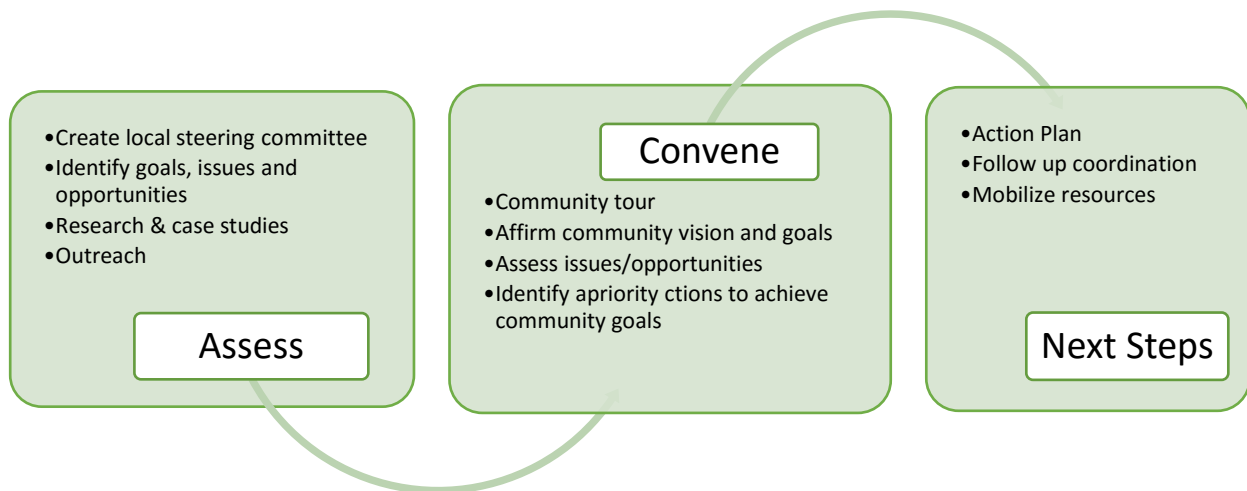 •Create local steering committee
•Identify goals, issues and
opportunities
•Research & case studies
•Outreach
Assess
Convene
•Community tour
•Affirm community vision and goals
•Assess issues/opportunities
•Identify apriority ctions to achieve
community goals
•Action Plan
•Follow up coordination
•Mobilize resources
Next Steps